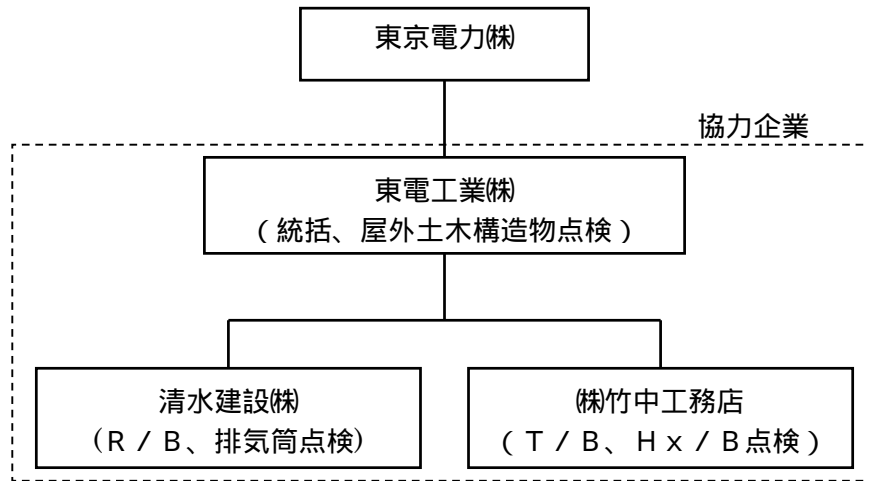 東京電力㈱
協力企業
東電工業㈱
(統括、屋外土木構造物点検)
清水建設㈱
(R/B、排気筒点検)
㈱竹中工務店
(T/B、Hx/B点検)